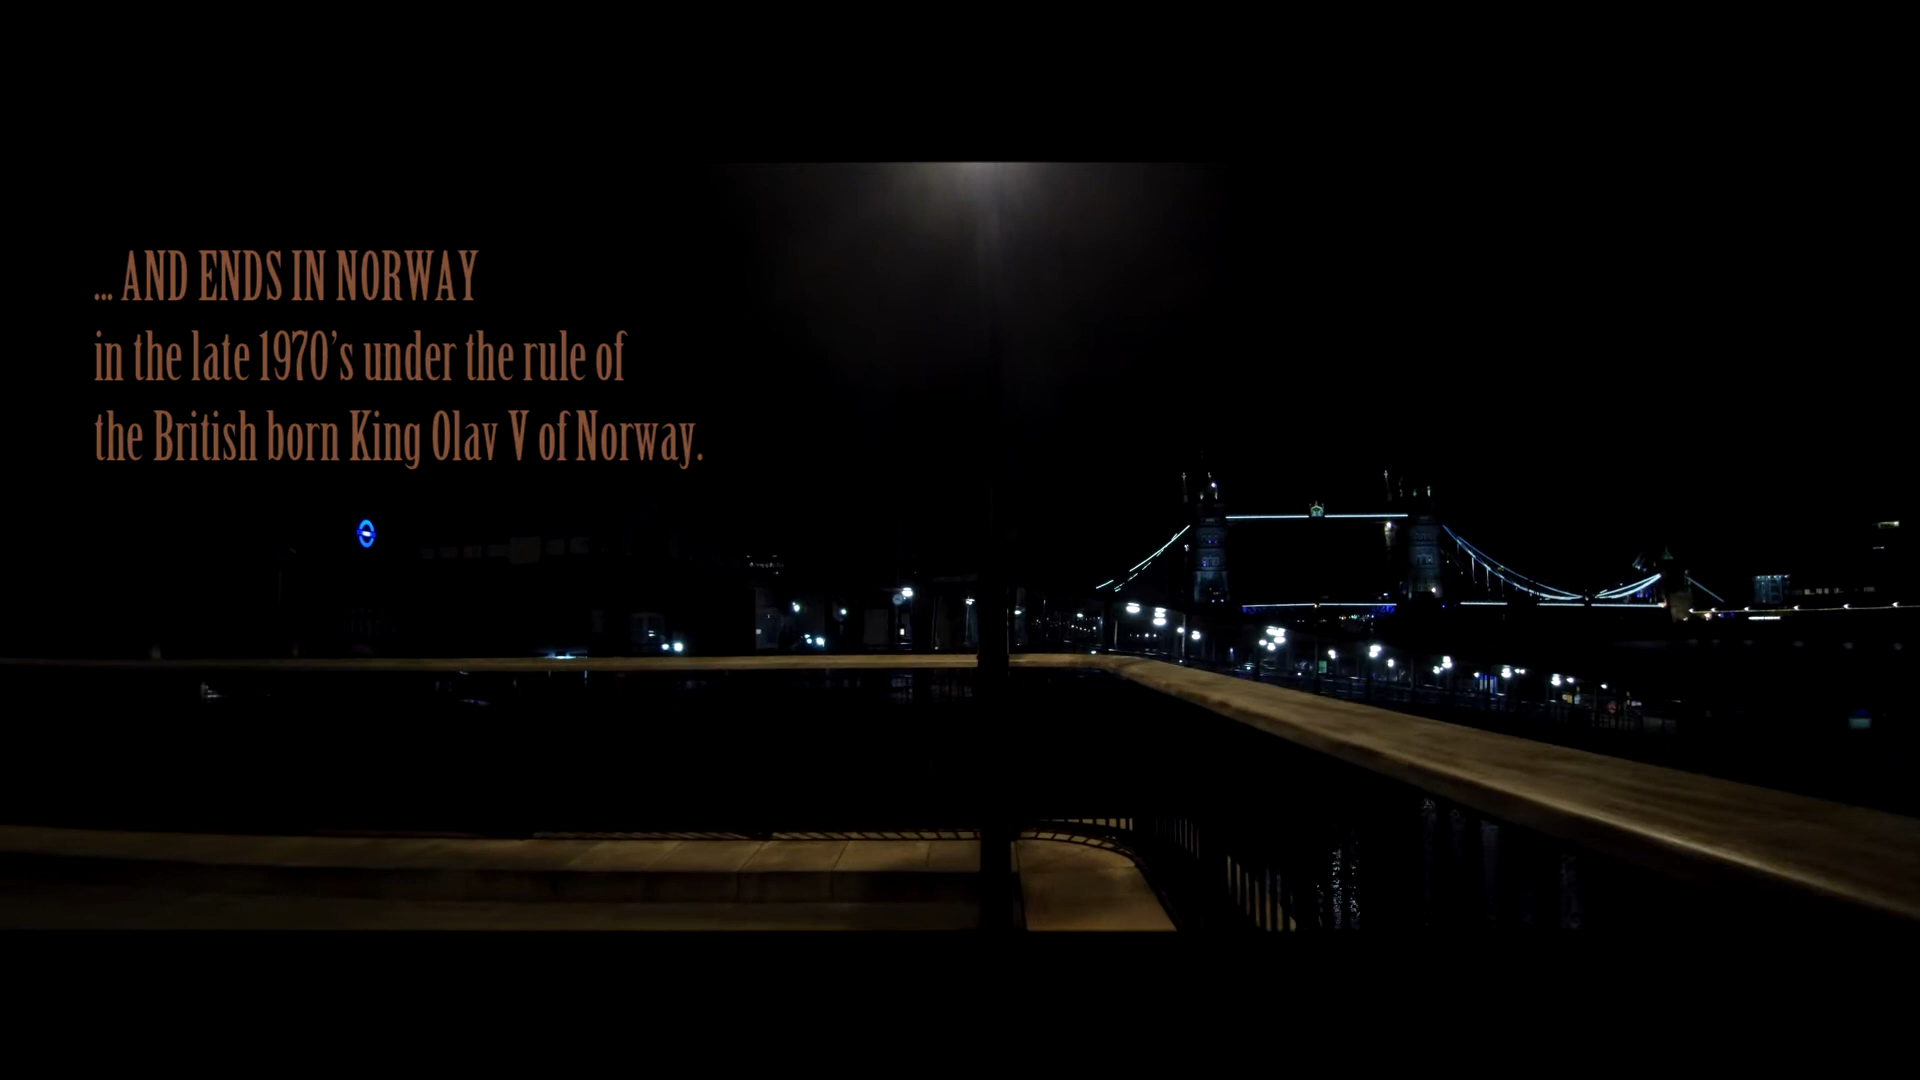 ... AND ENDS IN NORWAY
in the late 1970's under the rule of
the British born King Olav V of Norway.